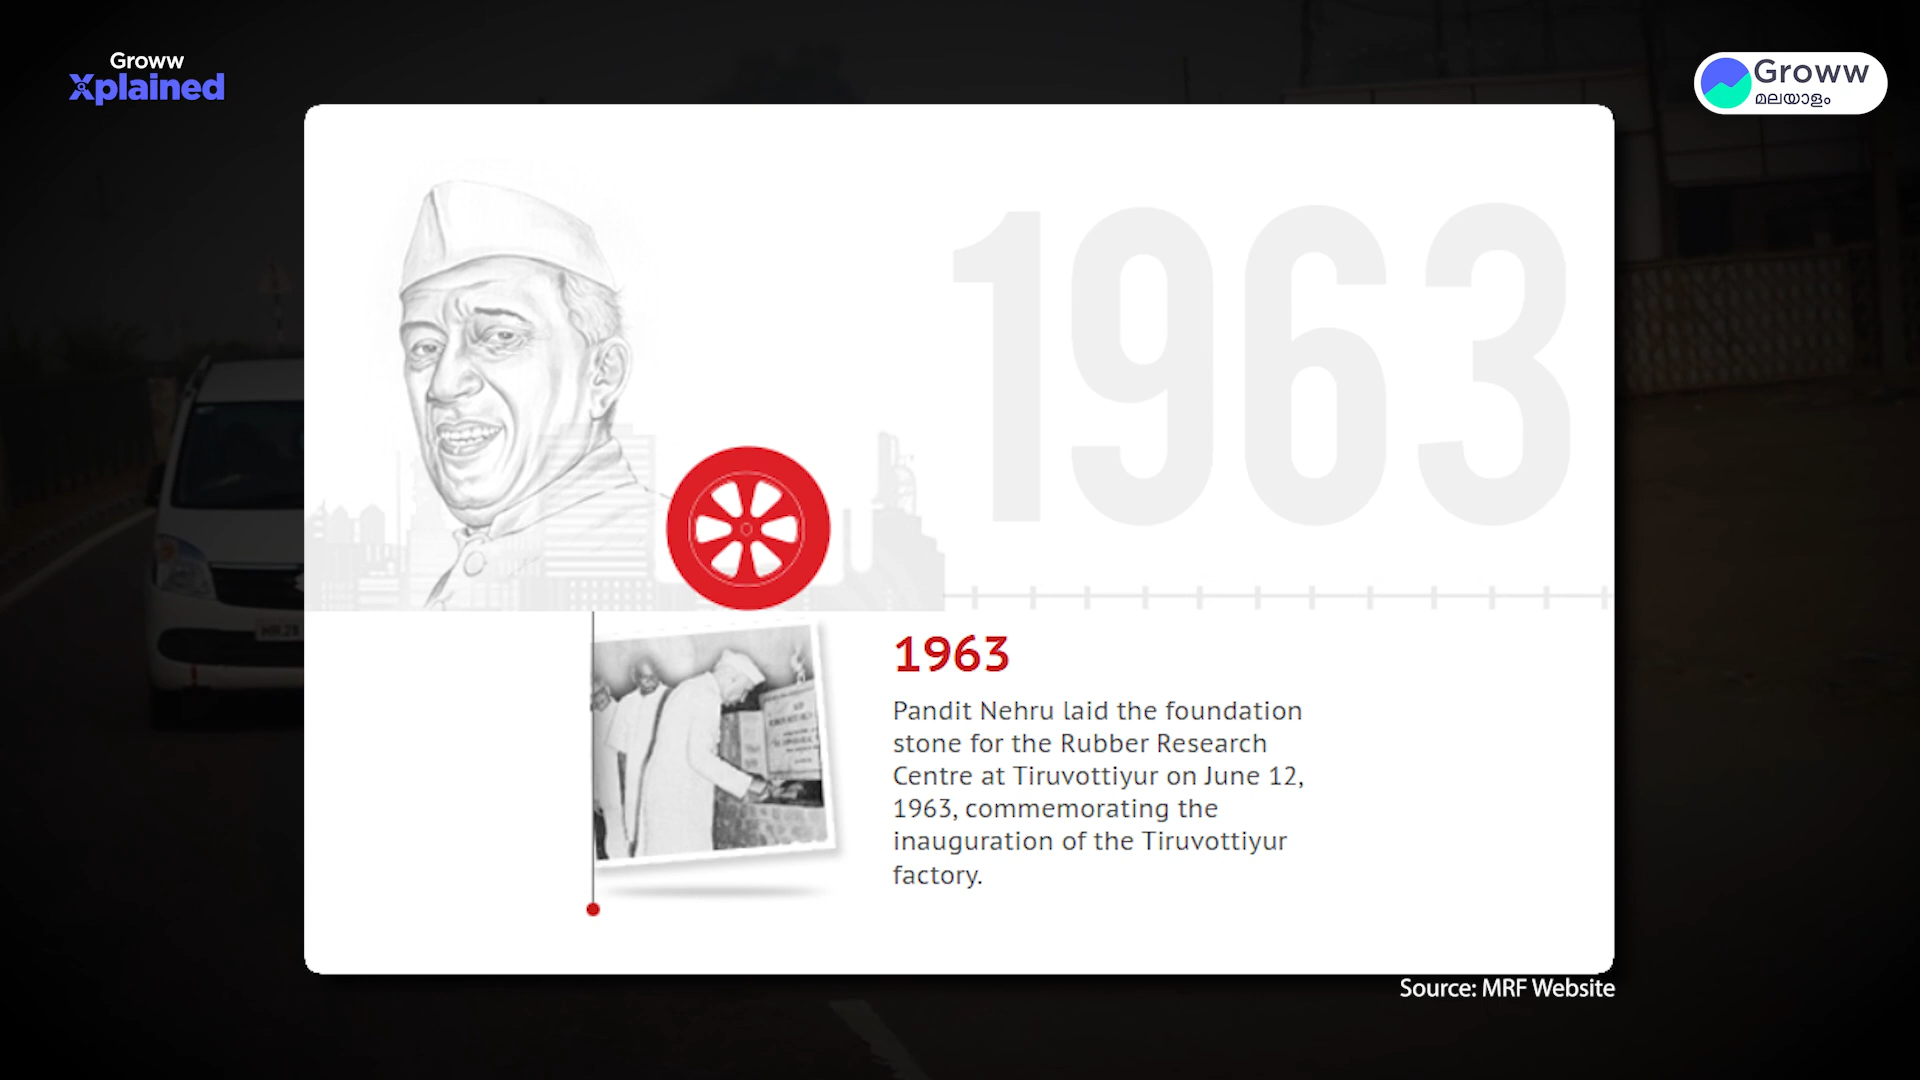 Groww
Xplained
Groww
മലയാളം
1963
1963
Pandit Nehru laid the foundation
stone for the Rubber Research
Centre at Tiruvottiyur on June 12,
1963, commemorating the
inauguration of the Tiruvottiyur
factory.
Source: MRF Website